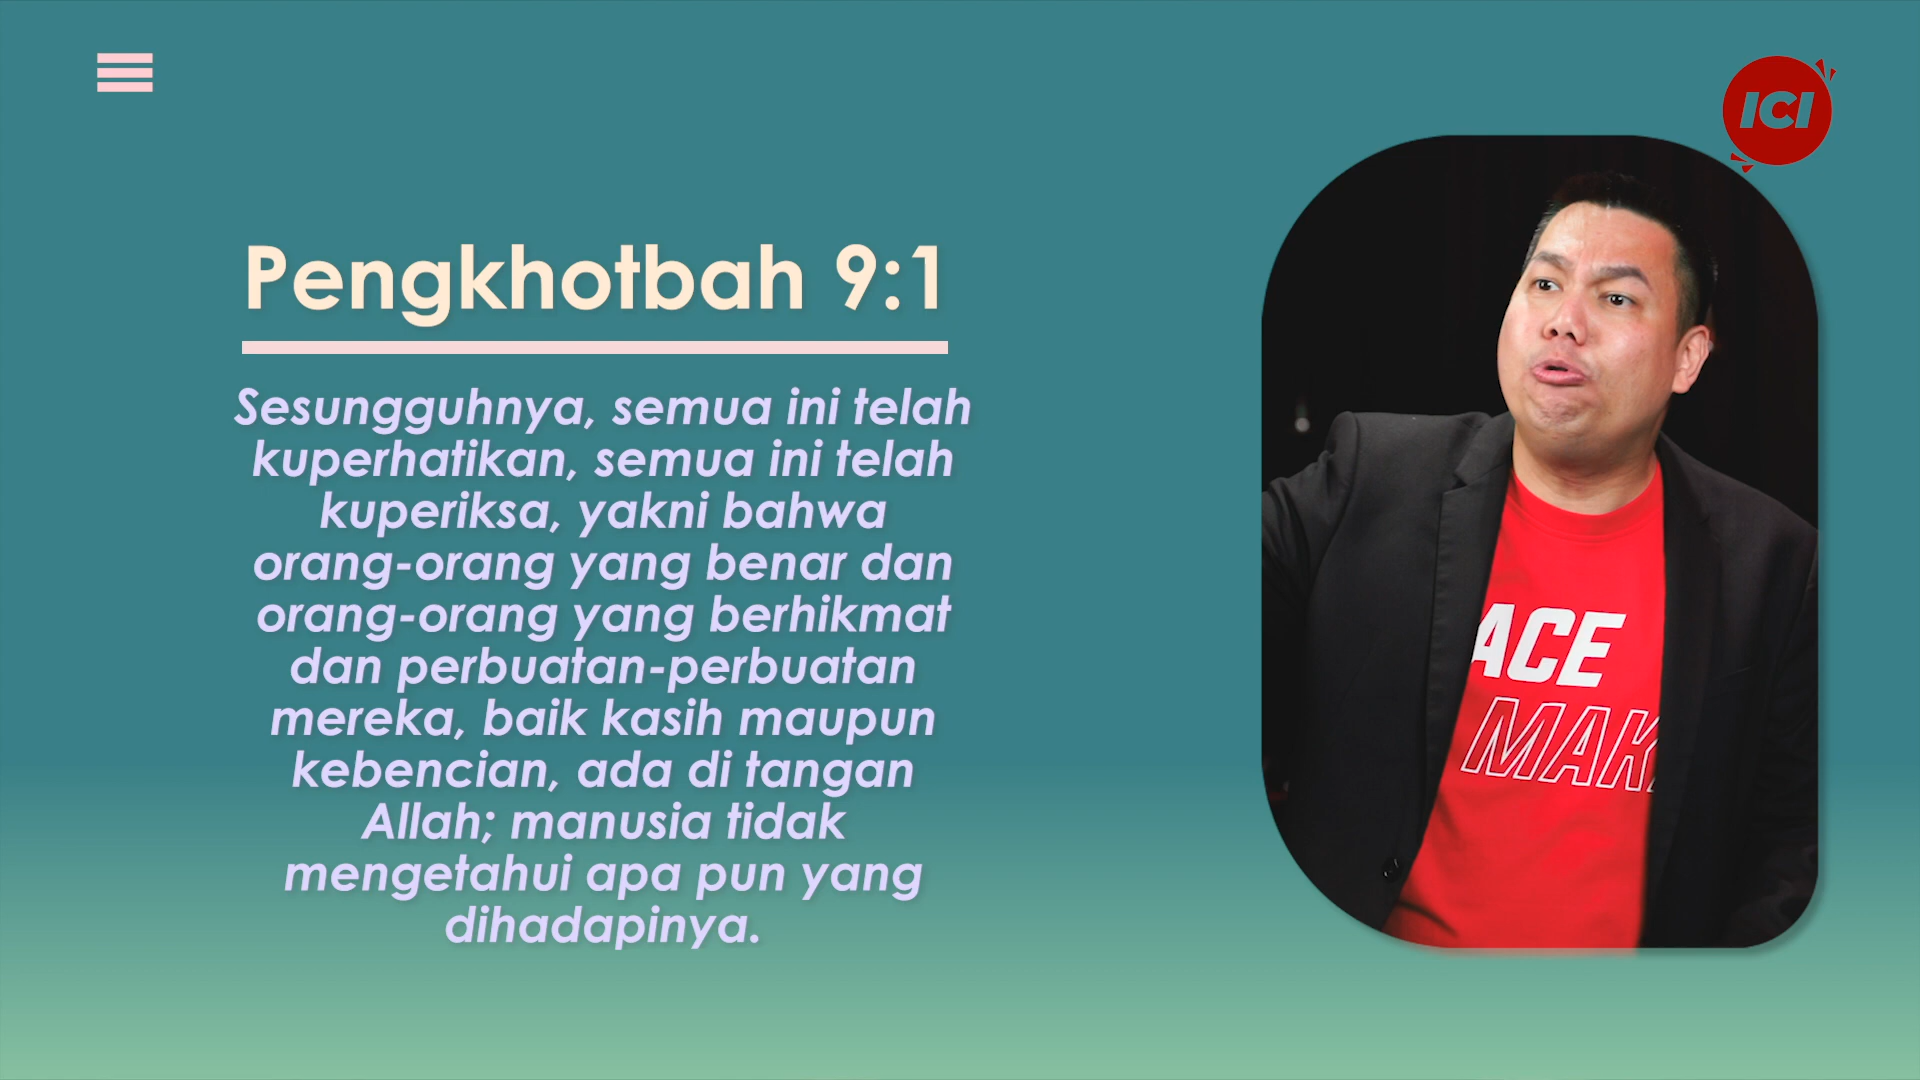 ICI
Pengkhotbah 9:1
Sesungguhnya, semua ini telah
kuperhatikan, semua ini telah
kuperiksa, yakni bahwa
orang-orang yang benar dan
orang-orang yang berhikmat
dan perbuatan-perbuatan
mereka, baik kasih maupun
kebencian, ada di tangan
Allah; manusia tidak
mengetahui apa pun yang
dihadapinya.
ACE
MAK